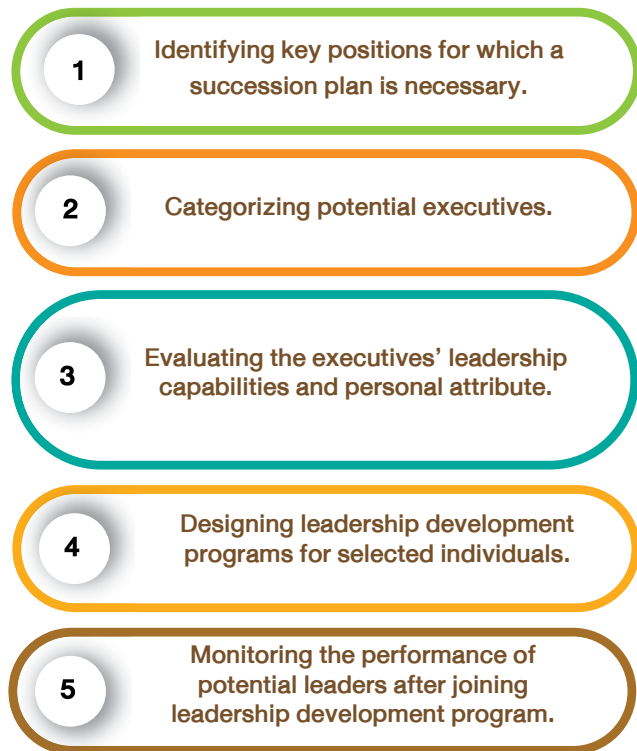 1
Identifying key positions for which a
succession plan is necessary.
2
Categorizing potential executives.
3
Evaluating the executives’ leadership
capabilities and personal attribute.
4
Designing leadership development
programs for selected individuals.
5
Monitoring the performance of
potential leaders after joining
leadership development program.